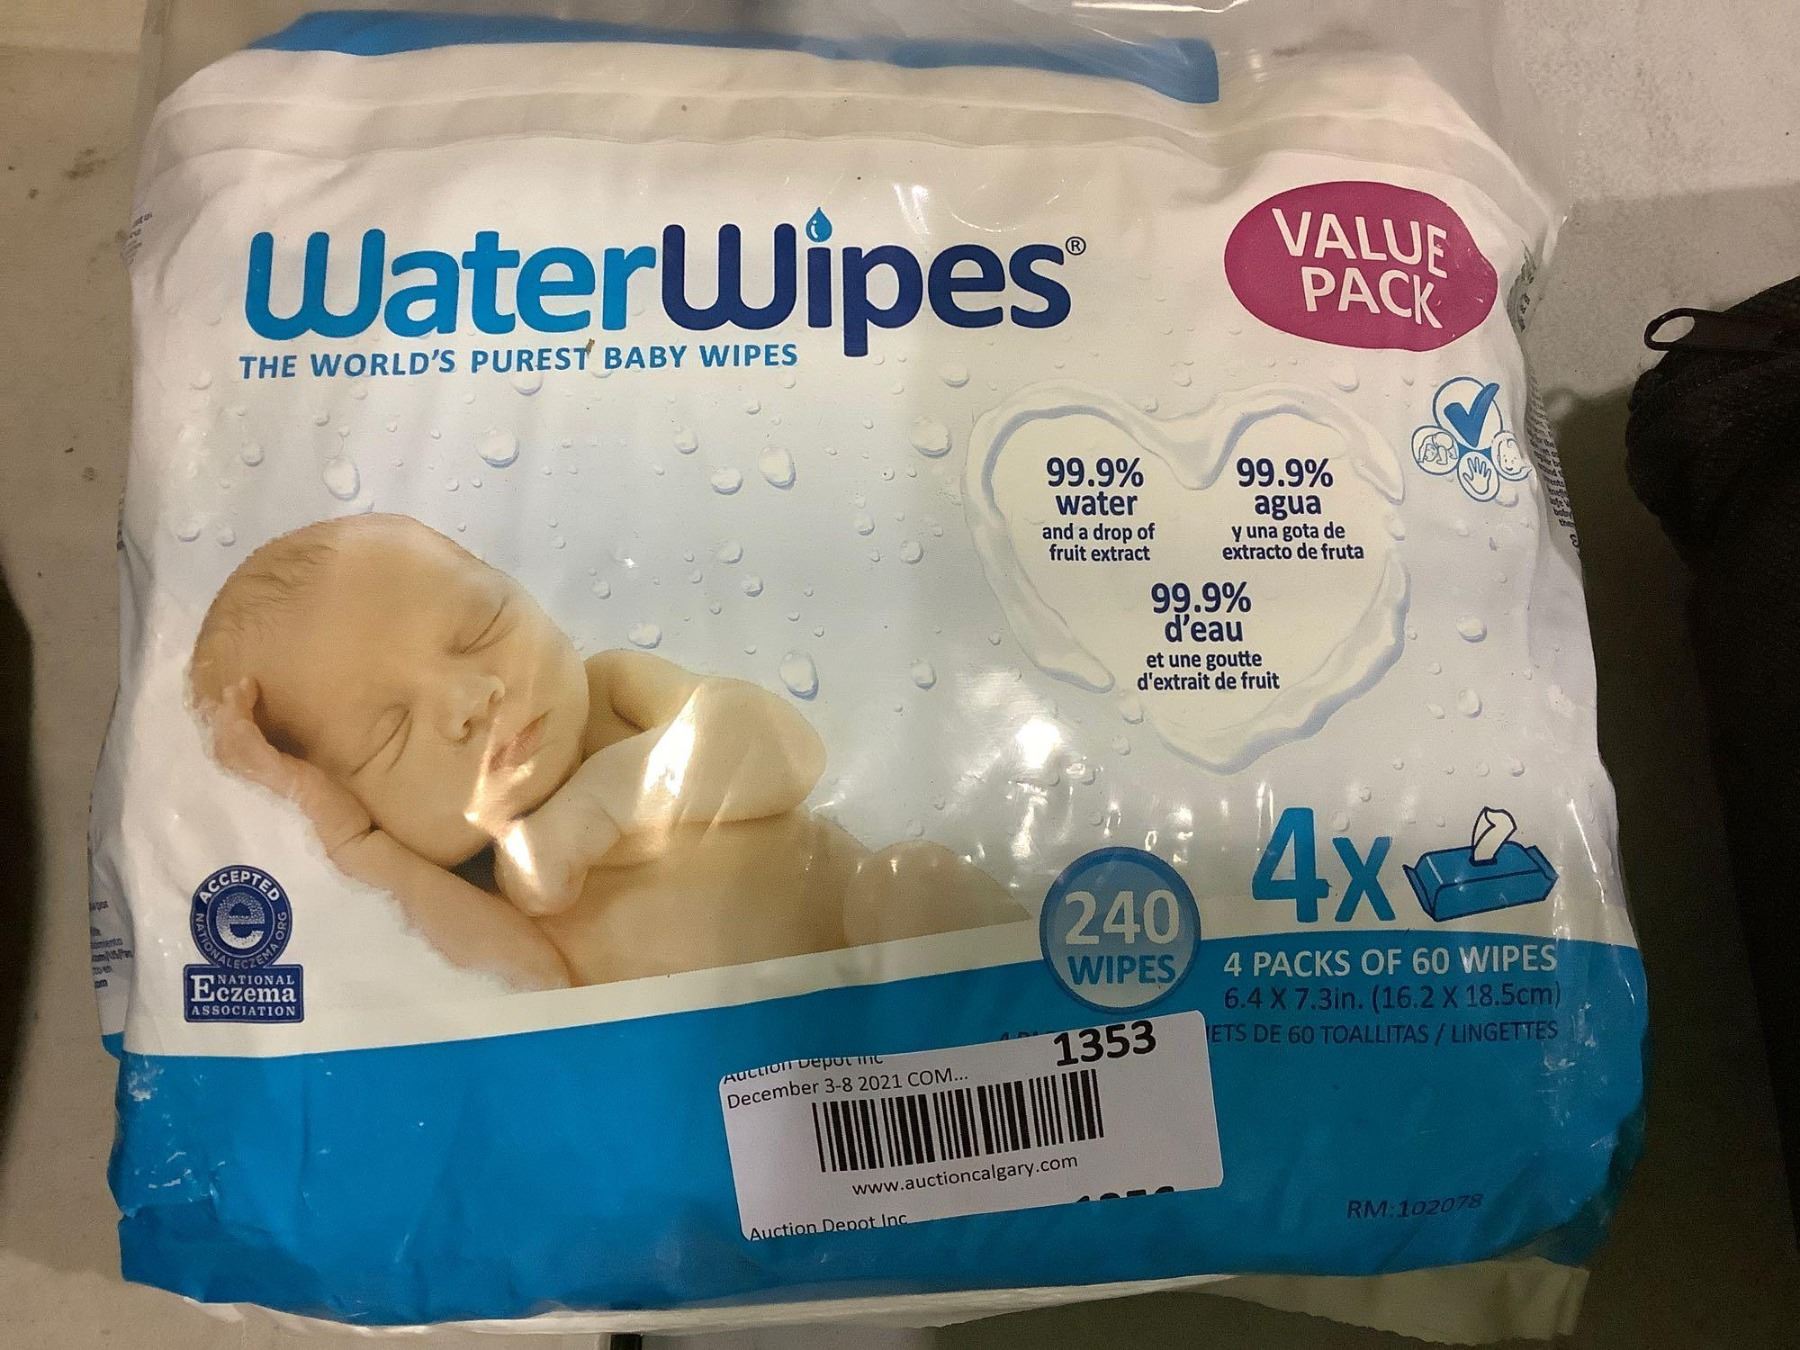 WaterWipes®
THE WORLD'S PUREST BABY WIPES
VALUE
PACK
99.9%
water
and a drop of
fruit extract
99.9%
agua
y una gota de
extracto de fruta
99.9%
d'eau
et une goutte
d'extrait de fruit
ACCEPTED
NATIONALECZEMA.ORG
NATIONAL
Eczema
ASSOCIATION
240
WIPES
4x
4 PACKS OF 60 WIPES
6.4 X 7.3in. (16.2 X 18.5cm)
DE 60 TOALLITAS / LINGETTES
Auction Depot Inc
1353
December 3-8 2021 COM...
www.auctioncalgary.com
Auction Depot Inc
RM:102078